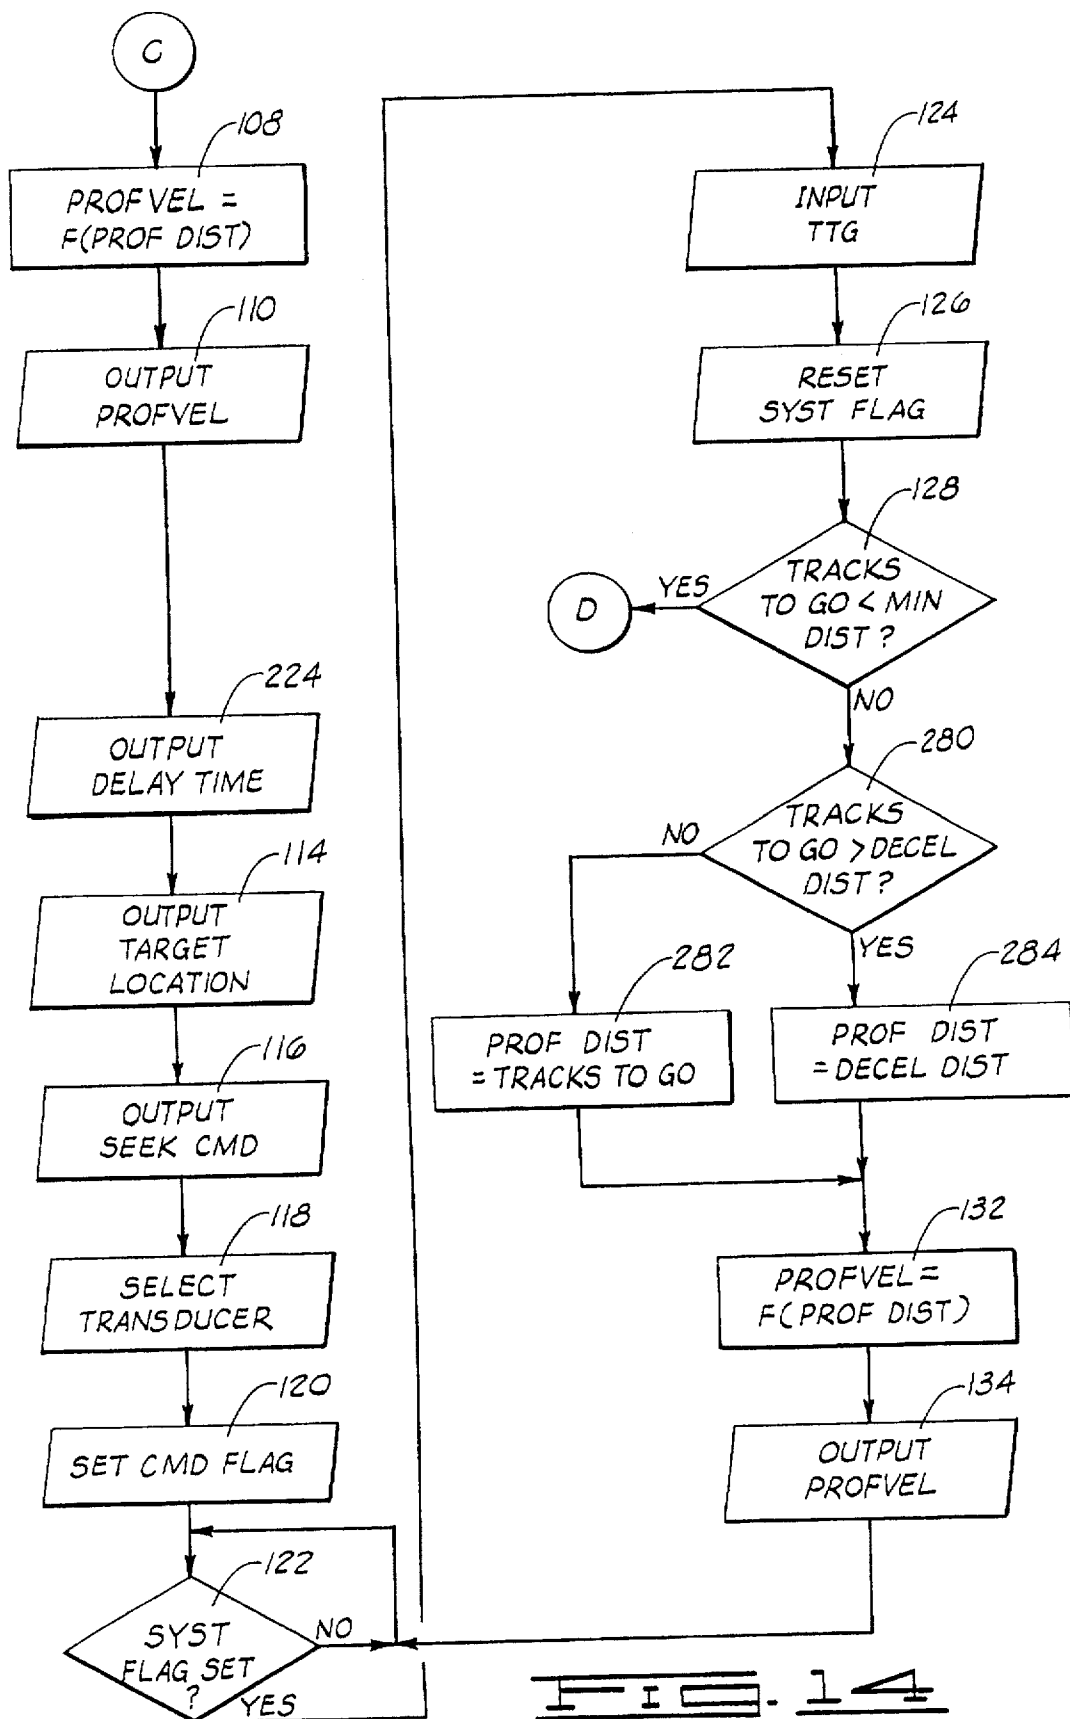 C
108
PROFVEL =
F(PROF DIST)
110
OUTPUT
PROFVEL
224
OUTPUT
DELAY TIME
114
OUTPUT
TARGET
LOCATION
116
OUTPUT
SEEK CMD
118
SELECT
TRANSDUCER
120
SET CMD FLAG
122
SYST
FLAG SET
?
NO
YES
124
INPUT
TTG
126
RESET
SYST FLAG
128
TRACKS
TO GO < MIN
DIST ?
YES
D
NO
280
TRACKS
TO GO > DECEL
DIST ?
NO
YES
282
PROF DIST
= TRACKS TO GO
284
PROF DIST
= DECEL DIST
132
PROFVEL =
F(PROF DIST)
134
OUTPUT
PROFVEL
FIG. 14